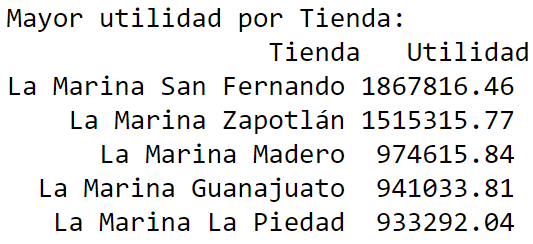 Mayor utilidad por Tienda:
Tienda Utilidad
La Marina San Fernando 1867816.46
La Marina Zapotlán 1515315.77
La Marina Madero 974615.84
La Marina Guanajuato 941033.81
La Marina La Piedad 933292.04